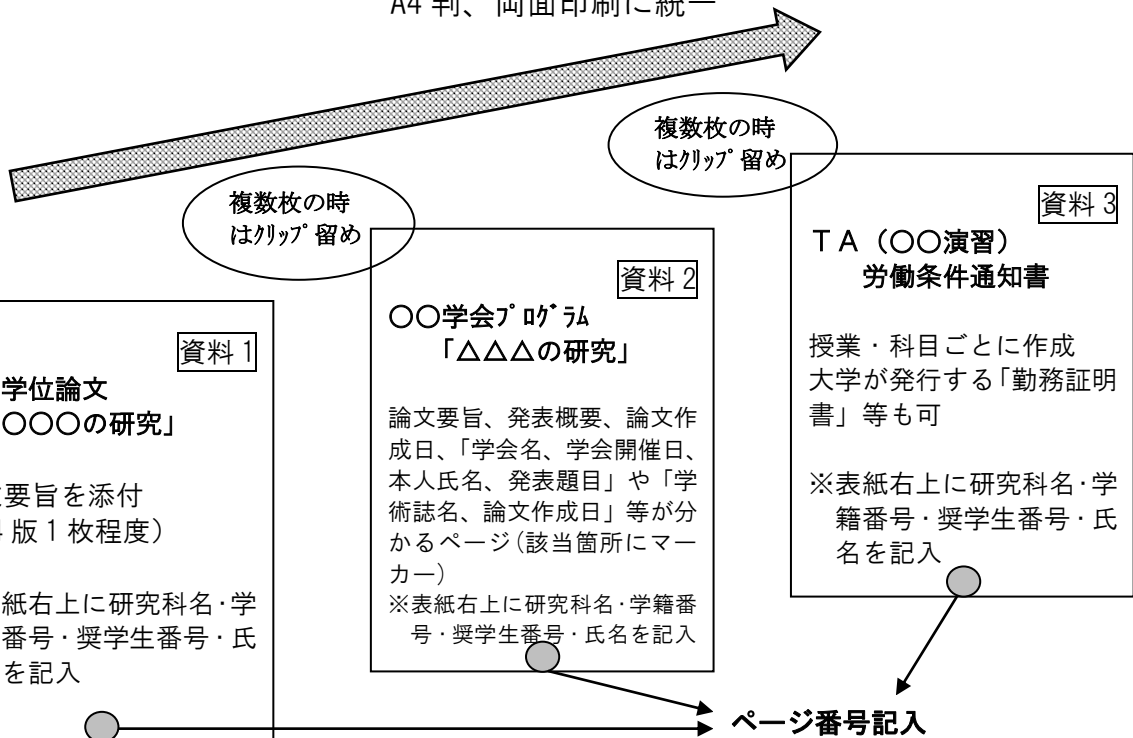 A4 判、両面印刷に統一
複数枚の時
はｸﾘｯﾌﾟ留め
複数枚の時
はｸﾘｯﾌﾟ留め
資料 1
学位論文
〇〇〇の研究」
要旨を添付
版 1 枚程度）
紙右上に研究科名･学
番号･奨学生番号･氏
を記入
資料 2
〇〇学会ﾌﾟﾛｸﾞﾗﾑ
「△△△の研究」
論文要旨、発表概要、論文作
成日、「学会名、学会開催日、
本人氏名、発表題目」や「学
術誌名、論文作成日」等が分
かるページ(該当箇所にマー
カー)
※表紙右上に研究科名･学籍番
号･奨学生番号･氏名を記入
資料 3
ＴＡ（〇〇演習）
労働条件通知書
授業・科目ごとに作成
大学が発行する「勤務証明
書」等も可
※表紙右上に研究科名･学
籍番号･奨学生番号･氏
名を記入
ページ番号記入